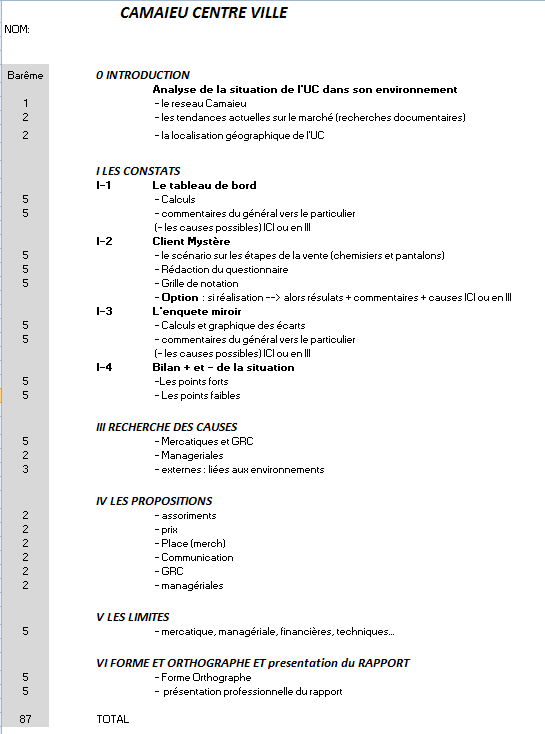 CAMAIEU CENTRE VILLE
NOM:
Barême
0 INTRODUCTION
Analyse de la situation de l'UC dans son environnement
1 - le reseau Camaieu
2 - les tendances actuelles sur le marché (recherches documentaires)
2 - la localisation géographique de l'UC
I LES CONSTATS
I-1 Le tableau de bord
5 - Calculs
5 - commentaires du général vers le particulier
(- les causes possibles) ICI ou en III
I-2 Client Mystère
5 - le scénario sur les étapes de la vente (chemisiers et pantalons)
5 - Rédaction du questionnaire
5 - Grille de notation
- Option : si réalisation --> alors résulats + commentaires + causes ICI ou en III
I-3 L'enquete miroir
5 - Calculs et graphique des écarts
5 - commentaires du général vers le particulier
(- les causes possibles) ICI ou en III
I-4 Bilan + et - de la situation
5 -Les points forts
5 - Les points faibles
III RECHERCHE DES CAUSES
5 - Mercatiques et GRC
2 - Manageriales
3 - externes : liées aux environnements
IV LES PROPOSITIONS
2 - assoriments
2 - prix
2 - Place (merch)
2 - Communication
2 - GRC
2 - managériales
V LES LIMITES
5 - mercatique, managériale, financières, techniques...
VI FORME ET ORTHOGRAPHE ET presentation du RAPPORT
5 - Forme Orthographe
5 - présentation professionnelle du rapport
87 TOTAL